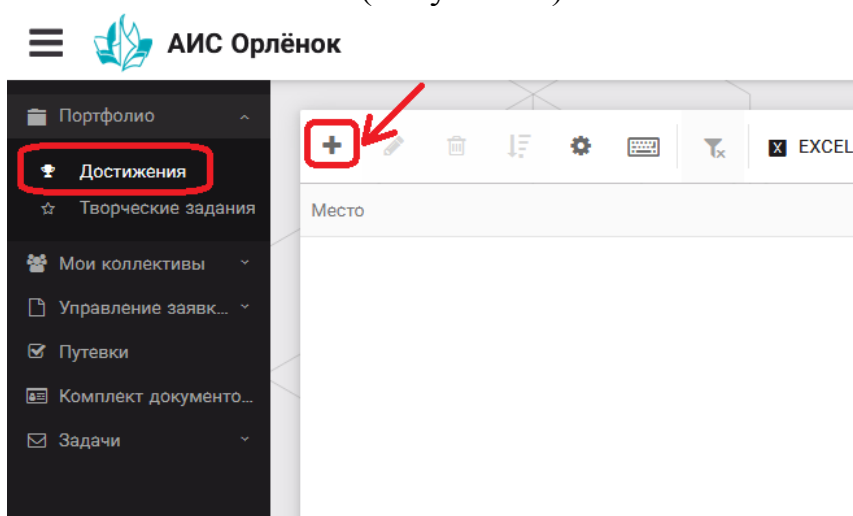 АИС Орлёнок
Портфолио
Достижения
Творческие задания
Мои коллективы
Управление заявк...
Путевки
Комплект документо...
Задачи
X EXCEL
Место